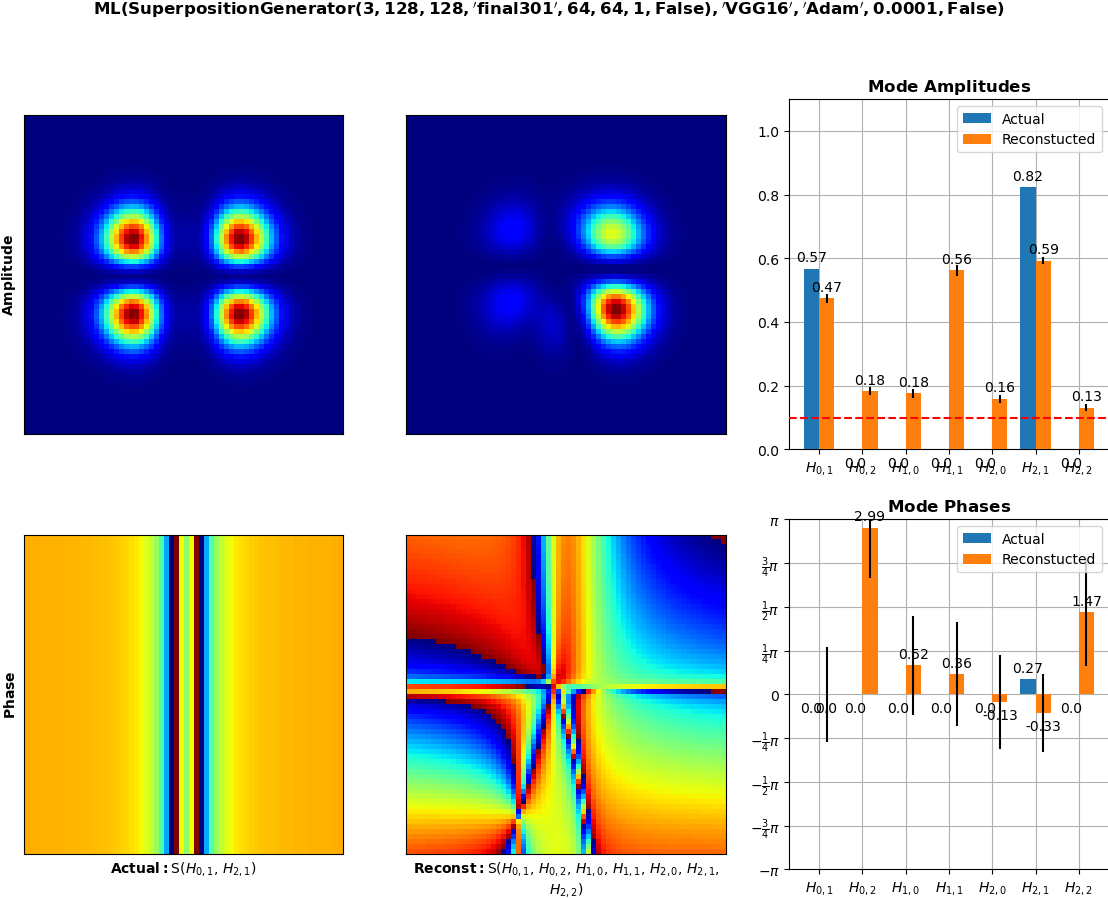 ML(SuperpositionGenerator(3, 128, 128, ′final301′, 64, 64, 1, False), ′VGG16′, ′Adam′, 0.0001, False)
Amplitude
Mode Amplitudes
Actual
Reconstucted
1.0
0.8
0.6
0.4
0.2
0.0
0.57
0.47
0.0
0.18
0.0
0.18
0.0
0.56
0.0
0.16
0.82
0.59
0.0
0.13
H0,1
H0,2
H1,0
H1,1
H2,0
H2,1
H2,2
Phase
Actual: S(H0,1, H2,1)
Reconst: S(H0,1, H0,2, H1,0, H1,1, H2,0, H2,1,
H2,2)
Mode Phases
Actual
Reconstucted
π
3/4 π
1/2 π
1/4 π
0
−1/4 π
−1/2 π
−3/4 π
−π
0.0
0.0
0.0
2.99
0.0
0.52
0.0
0.36
0.0
-0.13
0.27
-0.33
0.0
1.47
H0,1
H0,2
H1,0
H1,1
H2,0
H2,1
H2,2